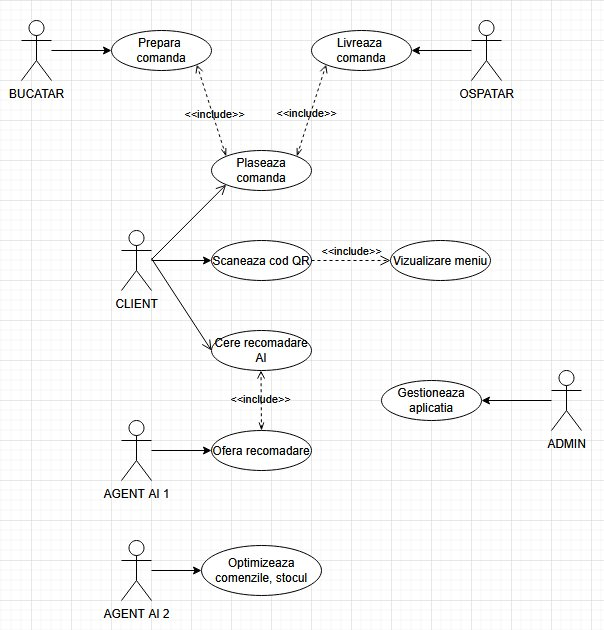 Prepara
comanda
Livreaza
comanda
BUCATAR
OSPATAR
<<include>>
<<include>>
Plaseaza
comanda
<<include>>
Scaneaza cod QR
Vizualizare meniu
CLIENT
Cere recomadare
AI
<<include>>
Gestioneaza
aplicatia
ADMIN
Ofera recomadare
AGENT AI 1
Optimizeaza
comenzile, stocul
AGENT AI 2